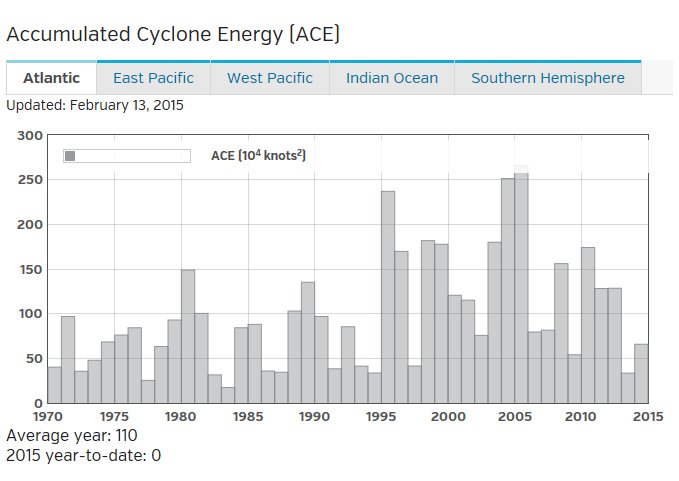 Accumulated Cyclone Energy (ACE)
Atlantic East Pacific West Pacific Indian Ocean Southern Hemisphere
Updated: February 13, 2015
300
ACE (10⁴ knots²)
250
200
150
100
50
0
1970 1975 1980 1985 1990 1995 2000 2005 2010 2015
Average year: 110
2015 year-to-date: 0